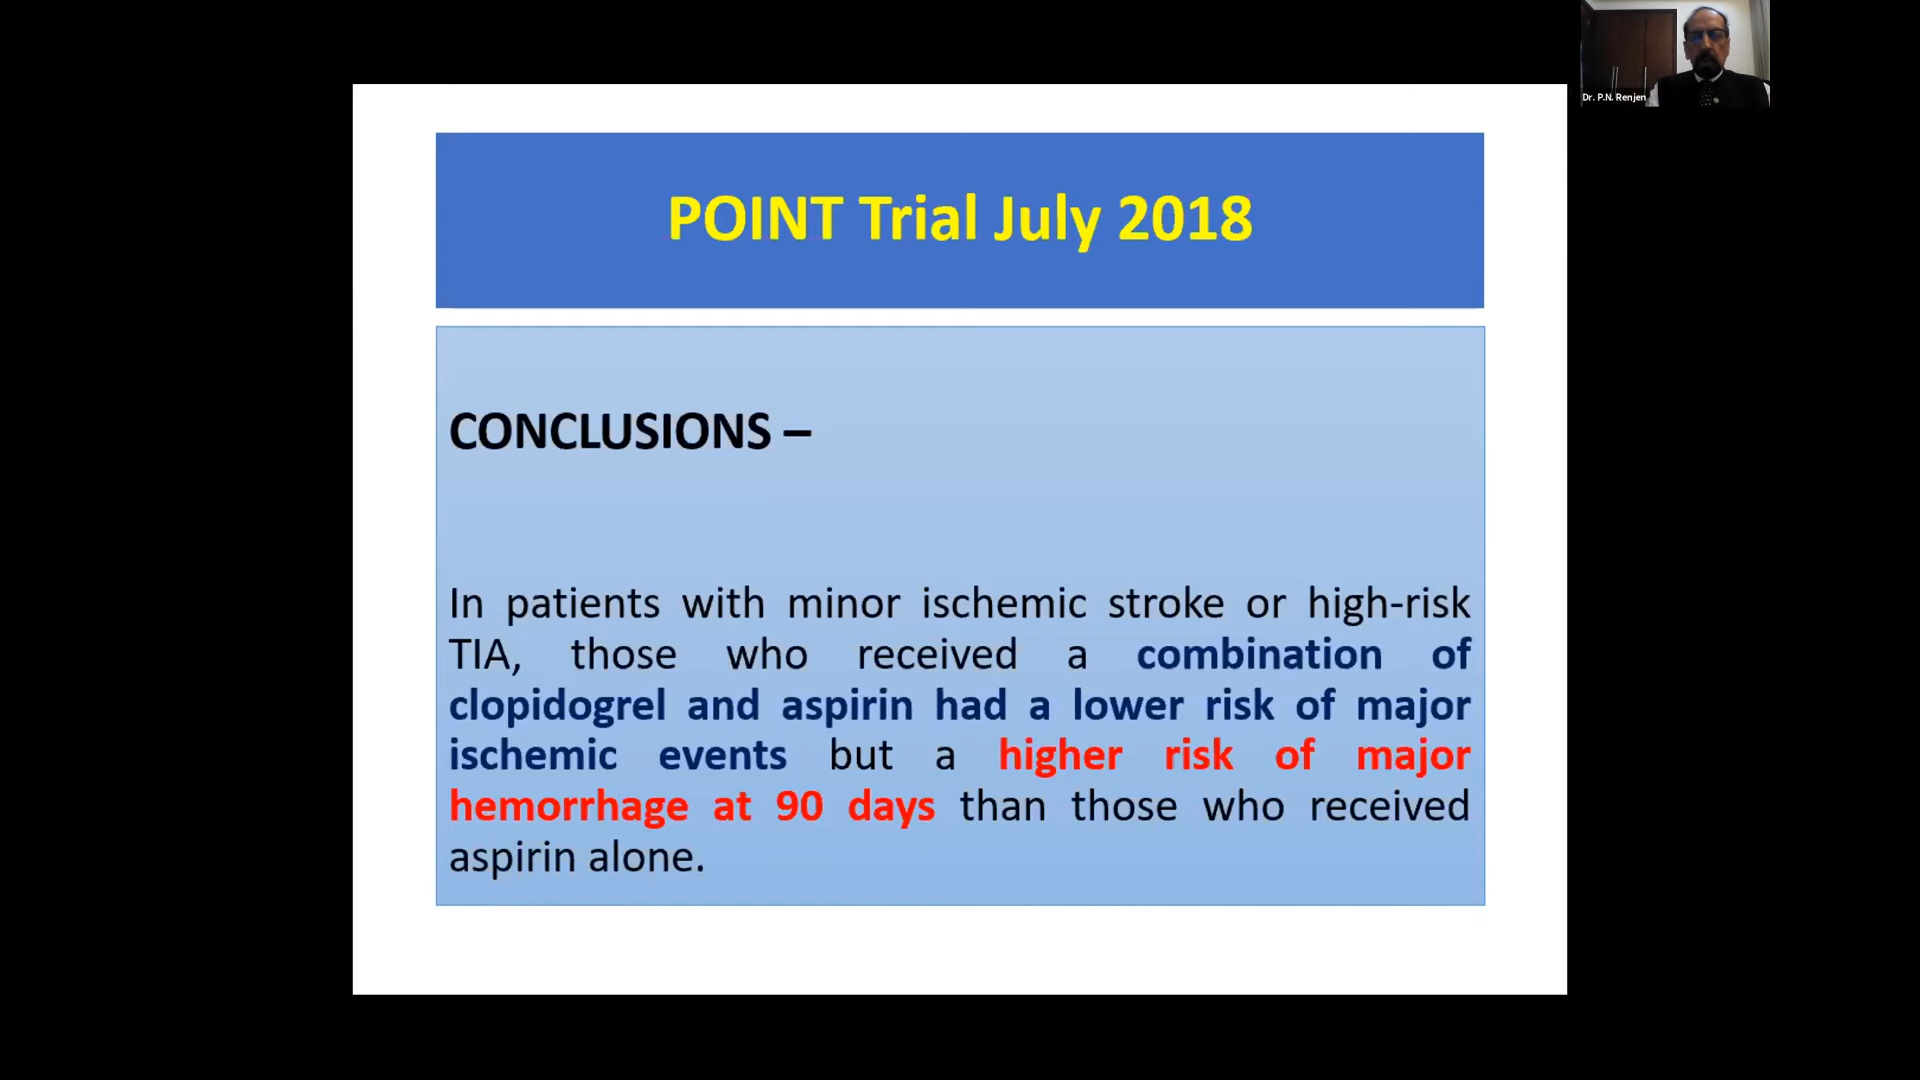 Dr. P.N. Renjen
POINT Trial July 2018
CONCLUSIONS –
In patients with minor ischemic stroke or high-risk
TIA, those who received a combination of
clopidogrel and aspirin had a lower risk of major
ischemic events but a higher risk of major
hemorrhage at 90 days than those who received
aspirin alone.